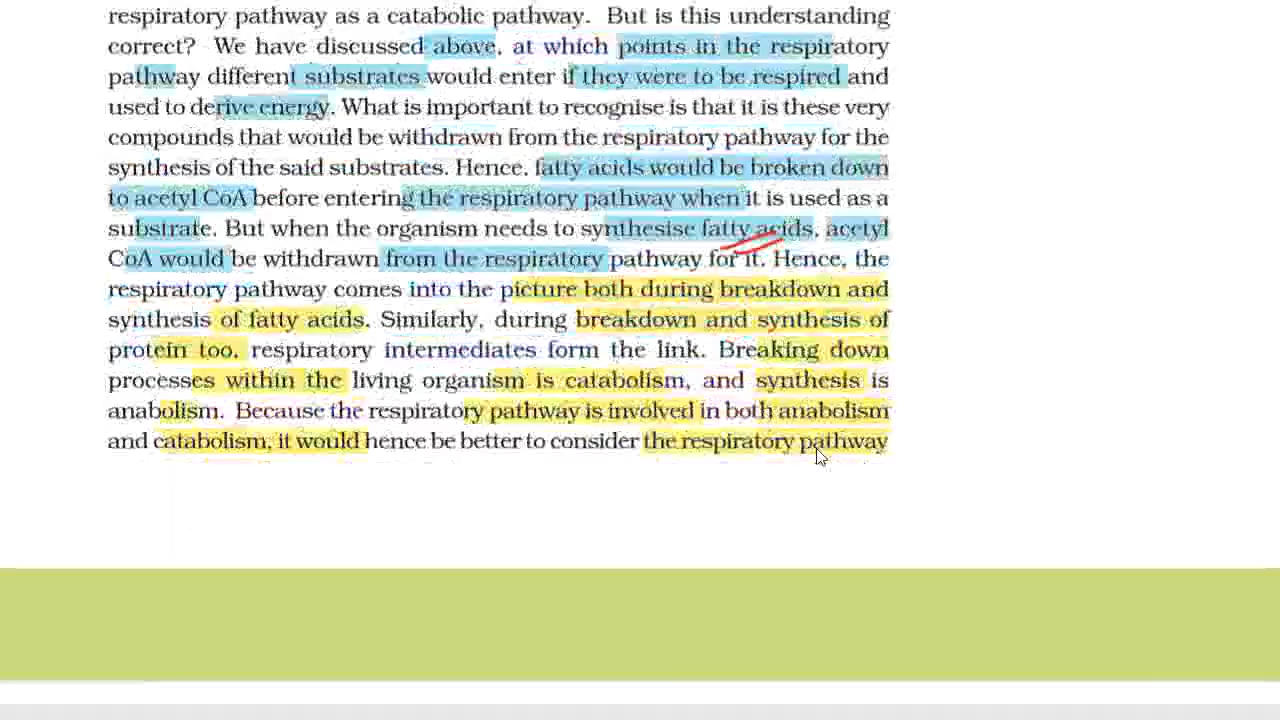 respiratory pathway as a catabolic pathway. But is this understanding
correct? We have discussed above, at which points in the respiratory
pathway different substrates would enter if they were to be respired and
used to derive energy. What is important to recognise is that it is these very
compounds that would be withdrawn from the respiratory pathway for the
synthesis of the said substrates. Hence, fatty acids would be broken down
to acetyl CoA before entering the respiratory pathway when it is used as a
substrate. But when the organism needs to synthesise fatty acids, acetyl
CoA would be withdrawn from the respiratory pathway for it. Hence, the
respiratory pathway comes into the picture both during breakdown and
synthesis of fatty acids. Similarly, during breakdown and synthesis of
protein too, respiratory intermediates form the link. Breaking down
processes within the living organism is catabolism, and synthesis is
anabolism. Because the respiratory pathway is involved in both anabolism
and catabolism, it would hence be better to consider the respiratory pathway